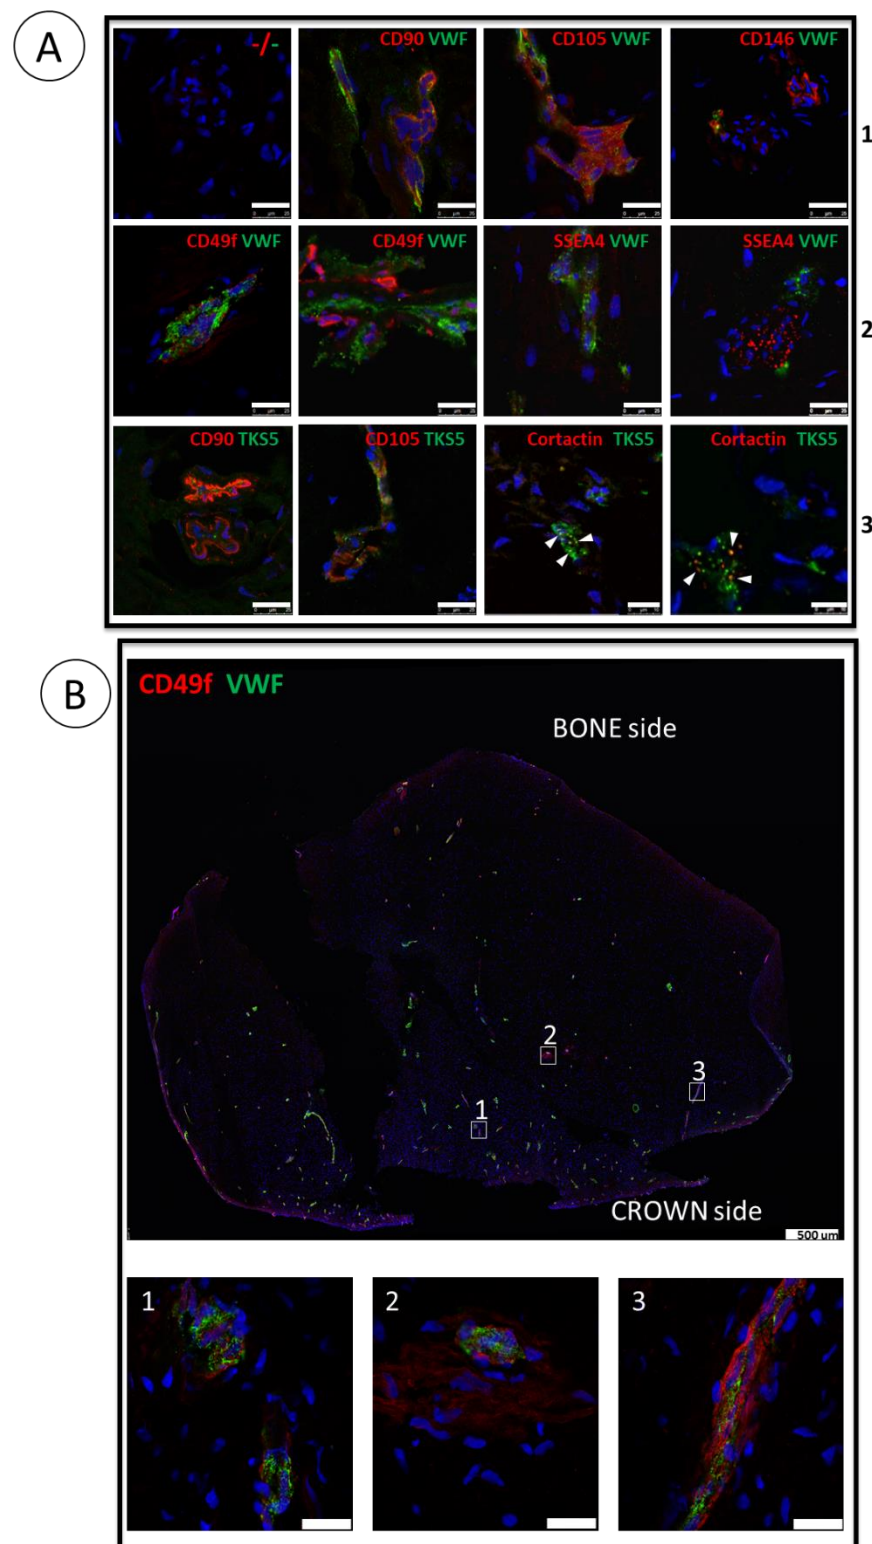 A
-/-
CD90 VWF
CD105 VWF
CD146 VWF
1
CD49f VWF
CD49f VWF
SSEA4 VWF
SSEA4 VWF
2
CD90 TKS5
CD105 TKS5
Cortactin TKS5
Cortactin TKS5
3
B
CD49f VWF
BONE side
2
3
1
CROWN side
500 um
1
2
3